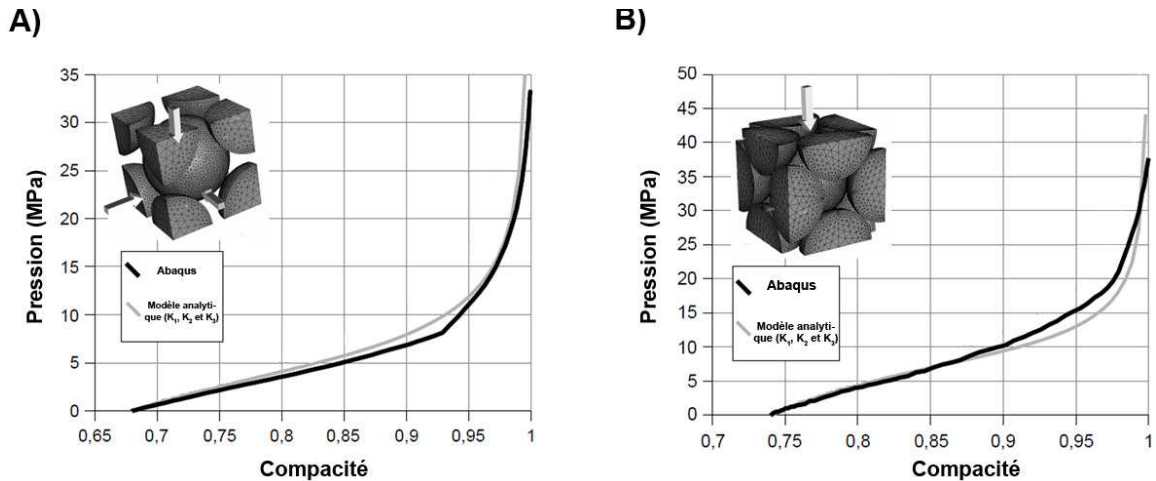 A)
Pression (MPa)
35
30
25
20
15
10
5
0
Abaqus
Modèle analyti-
que (K1, K2 et K3)
0,65 0,7 0,75 0,8 0,85 0,9 0,95 1
Compacité
B)
Pression (MPa)
50
45
40
35
30
25
20
15
10
5
0
Abaqus
Modèle analyti-
que (K1, K2 et K3)
0,7 0,75 0,8 0,85 0,9 0,95 1
Compacité